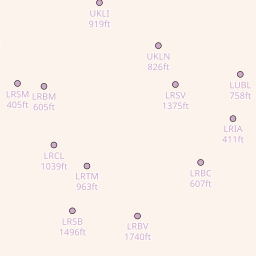 UKLI
919ft
UKLN
826ft
LRSM
405ft
LRBM
605ft
LRSV
1375ft
LUBL
758ft
LRIA
411ft
LRCL
1039ft
LRTM
963ft
LRBC
607ft
LRSB
1496ft
LRBV
1740ft